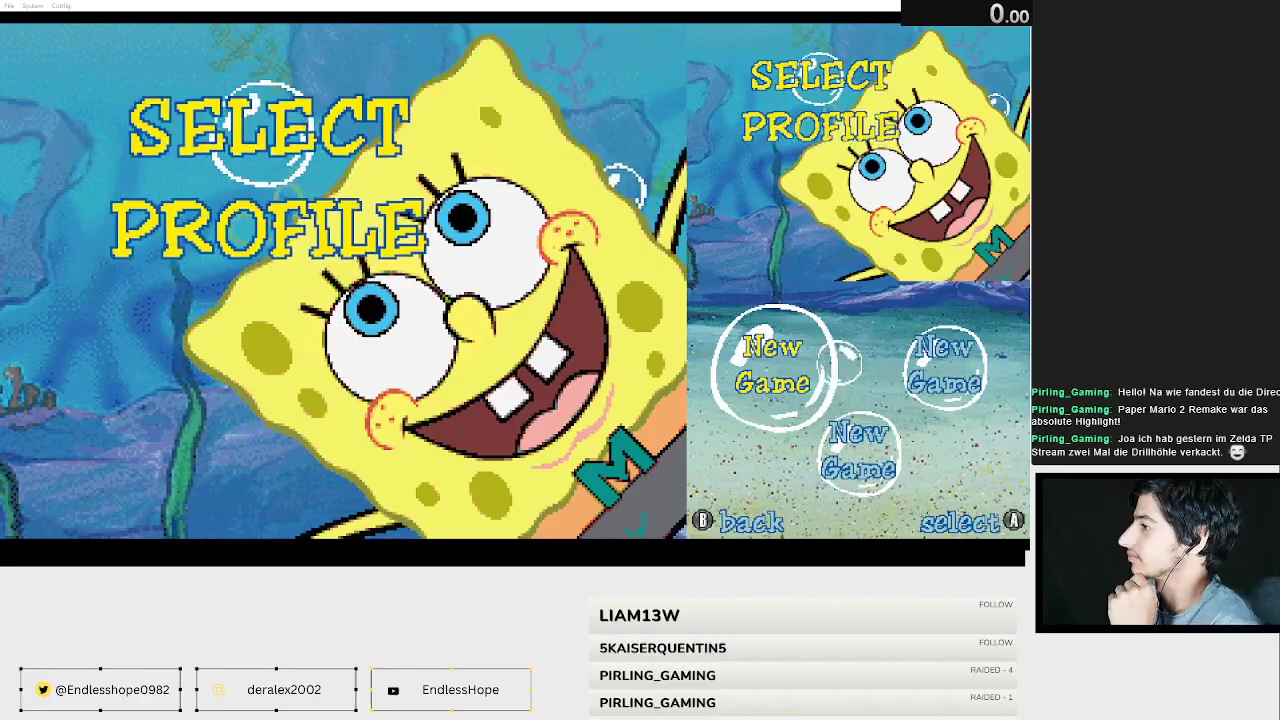 File System Config
0.00
SELECT
PROFILE
SELECT
PROFILE
M
M
New
Game
New
Game
New
Game
B back
select A
Pirling_Gaming: Hello! Na wie fandest du die Direc
Pirling_Gaming: Paper Mario 2 Remake war das
absolute Highlight!
Pirling_Gaming: Joa ich hab gestern im Zelda TP
Stream zwei Mal die Drillhöhle verkackt.
LIAM13W FOLLOW
5KAISERQUENTIN5 FOLLOW
PIRLING_GAMING RAIDED - 4
PIRLING_GAMING RAIDED - 1
@Endlesshope0982
deralex2002
EndlessHope